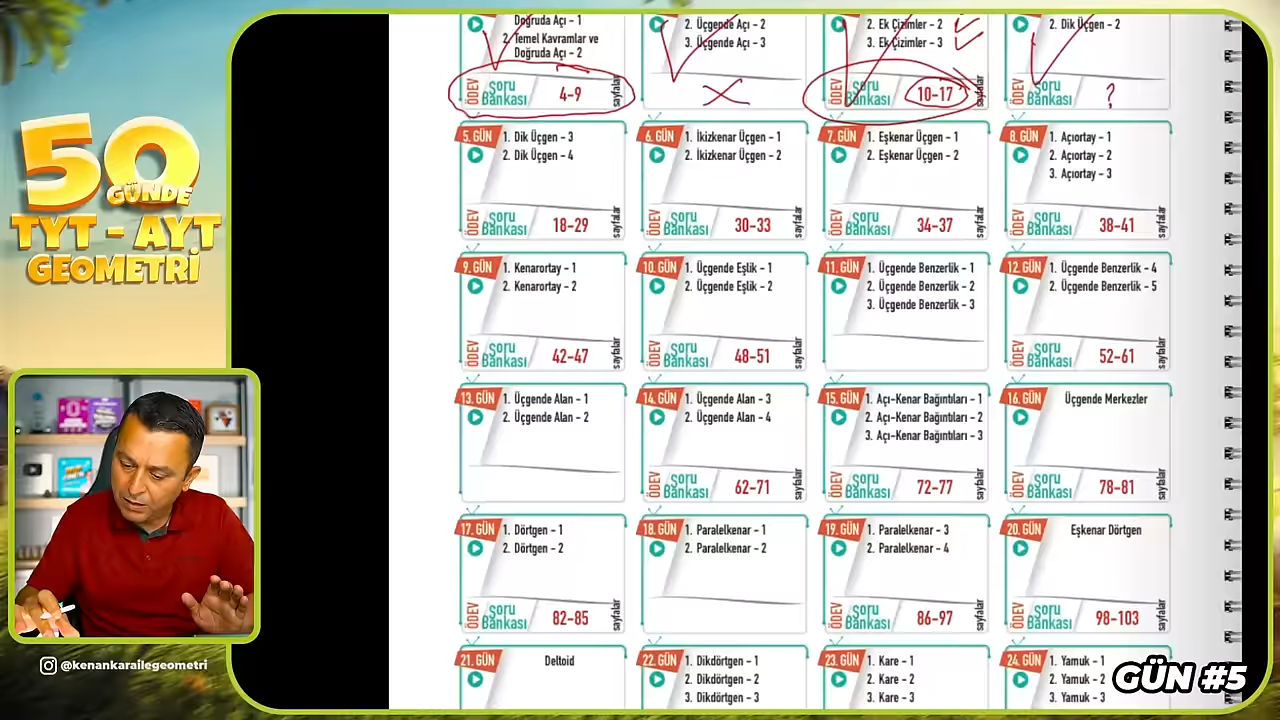 50
GÜNDE
TYT - AYT
GEOMETRİ
@kenankarailegeometri
Doğruda Açı - 1
2. Temel Kavramlar ve
Doğruda Açı - 2
ÖDEV Soru Bankası 4-9 sayfalar
2. Üçgende Açı - 2
3. Üçgende Açı - 3
2. Ek Çizimler - 2
3. Ek Çizimler - 3
ÖDEV Soru Bankası 10-17 sayfalar
2. Dik Üçgen - 2
?
5. GÜN
1. Dik Üçgen - 3
2. Dik Üçgen - 4
ÖDEV Soru Bankası 18-29 sayfalar
6. GÜN
1. İkizkenar Üçgen - 1
2. İkizkenar Üçgen - 2
ÖDEV Soru Bankası 30-33 sayfalar
7. GÜN
1. Eşkenar Üçgen - 1
2. Eşkenar Üçgen - 2
ÖDEV Soru Bankası 34-37 sayfalar
8. GÜN
1. Açıortay - 1
2. Açıortay - 2
3. Açıortay - 3
ÖDEV Soru Bankası 38-41 sayfalar
9. GÜN
1. Kenarortay - 1
2. Kenarortay - 2
ÖDEV Soru Bankası 42-47 sayfalar
10. GÜN
1. Üçgende Eşlik - 1
2. Üçgende Eşlik - 2
ÖDEV Soru Bankası 48-51 sayfalar
11. GÜN
1. Üçgende Benzerlik - 1
2. Üçgende Benzerlik - 2
3. Üçgende Benzerlik - 3
12. GÜN
1. Üçgende Benzerlik - 4
2. Üçgende Benzerlik - 5
ÖDEV Soru Bankası 52-61 sayfalar
13. GÜN
1. Üçgende Alan - 1
2. Üçgende Alan - 2
14. GÜN
1. Üçgende Alan - 3
2. Üçgende Alan - 4
ÖDEV Soru Bankası 62-71 sayfalar
15. GÜN
1. Açı-Kenar Bağıntıları - 1
2. Açı-Kenar Bağıntıları - 2
3. Açı-Kenar Bağıntıları - 3
ÖDEV Soru Bankası 72-77 sayfalar
16. GÜN
Üçgende Merkezler
ÖDEV Soru Bankası 78-81 sayfalar
17. GÜN
1. Dörtgen - 1
2. Dörtgen - 2
ÖDEV Soru Bankası 82-85 sayfalar
18. GÜN
1. Paralelkenar - 1
2. Paralelkenar - 2
19. GÜN
1. Paralelkenar - 3
2. Paralelkenar - 4
ÖDEV Soru Bankası 86-97 sayfalar
20. GÜN
Eşkenar Dörtgen
ÖDEV Soru Bankası 98-103 sayfalar
21. GÜN
Deltoid
22. GÜN
1. Dikdörtgen - 1
2. Dikdörtgen - 2
3. Dikdörtgen - 3
23. GÜN
1. Kare - 1
2. Kare - 2
3. Kare - 3
24. GÜN
1. Yamuk - 1
2. Yamuk - 2
3. Yamuk - 3
GÜN #5